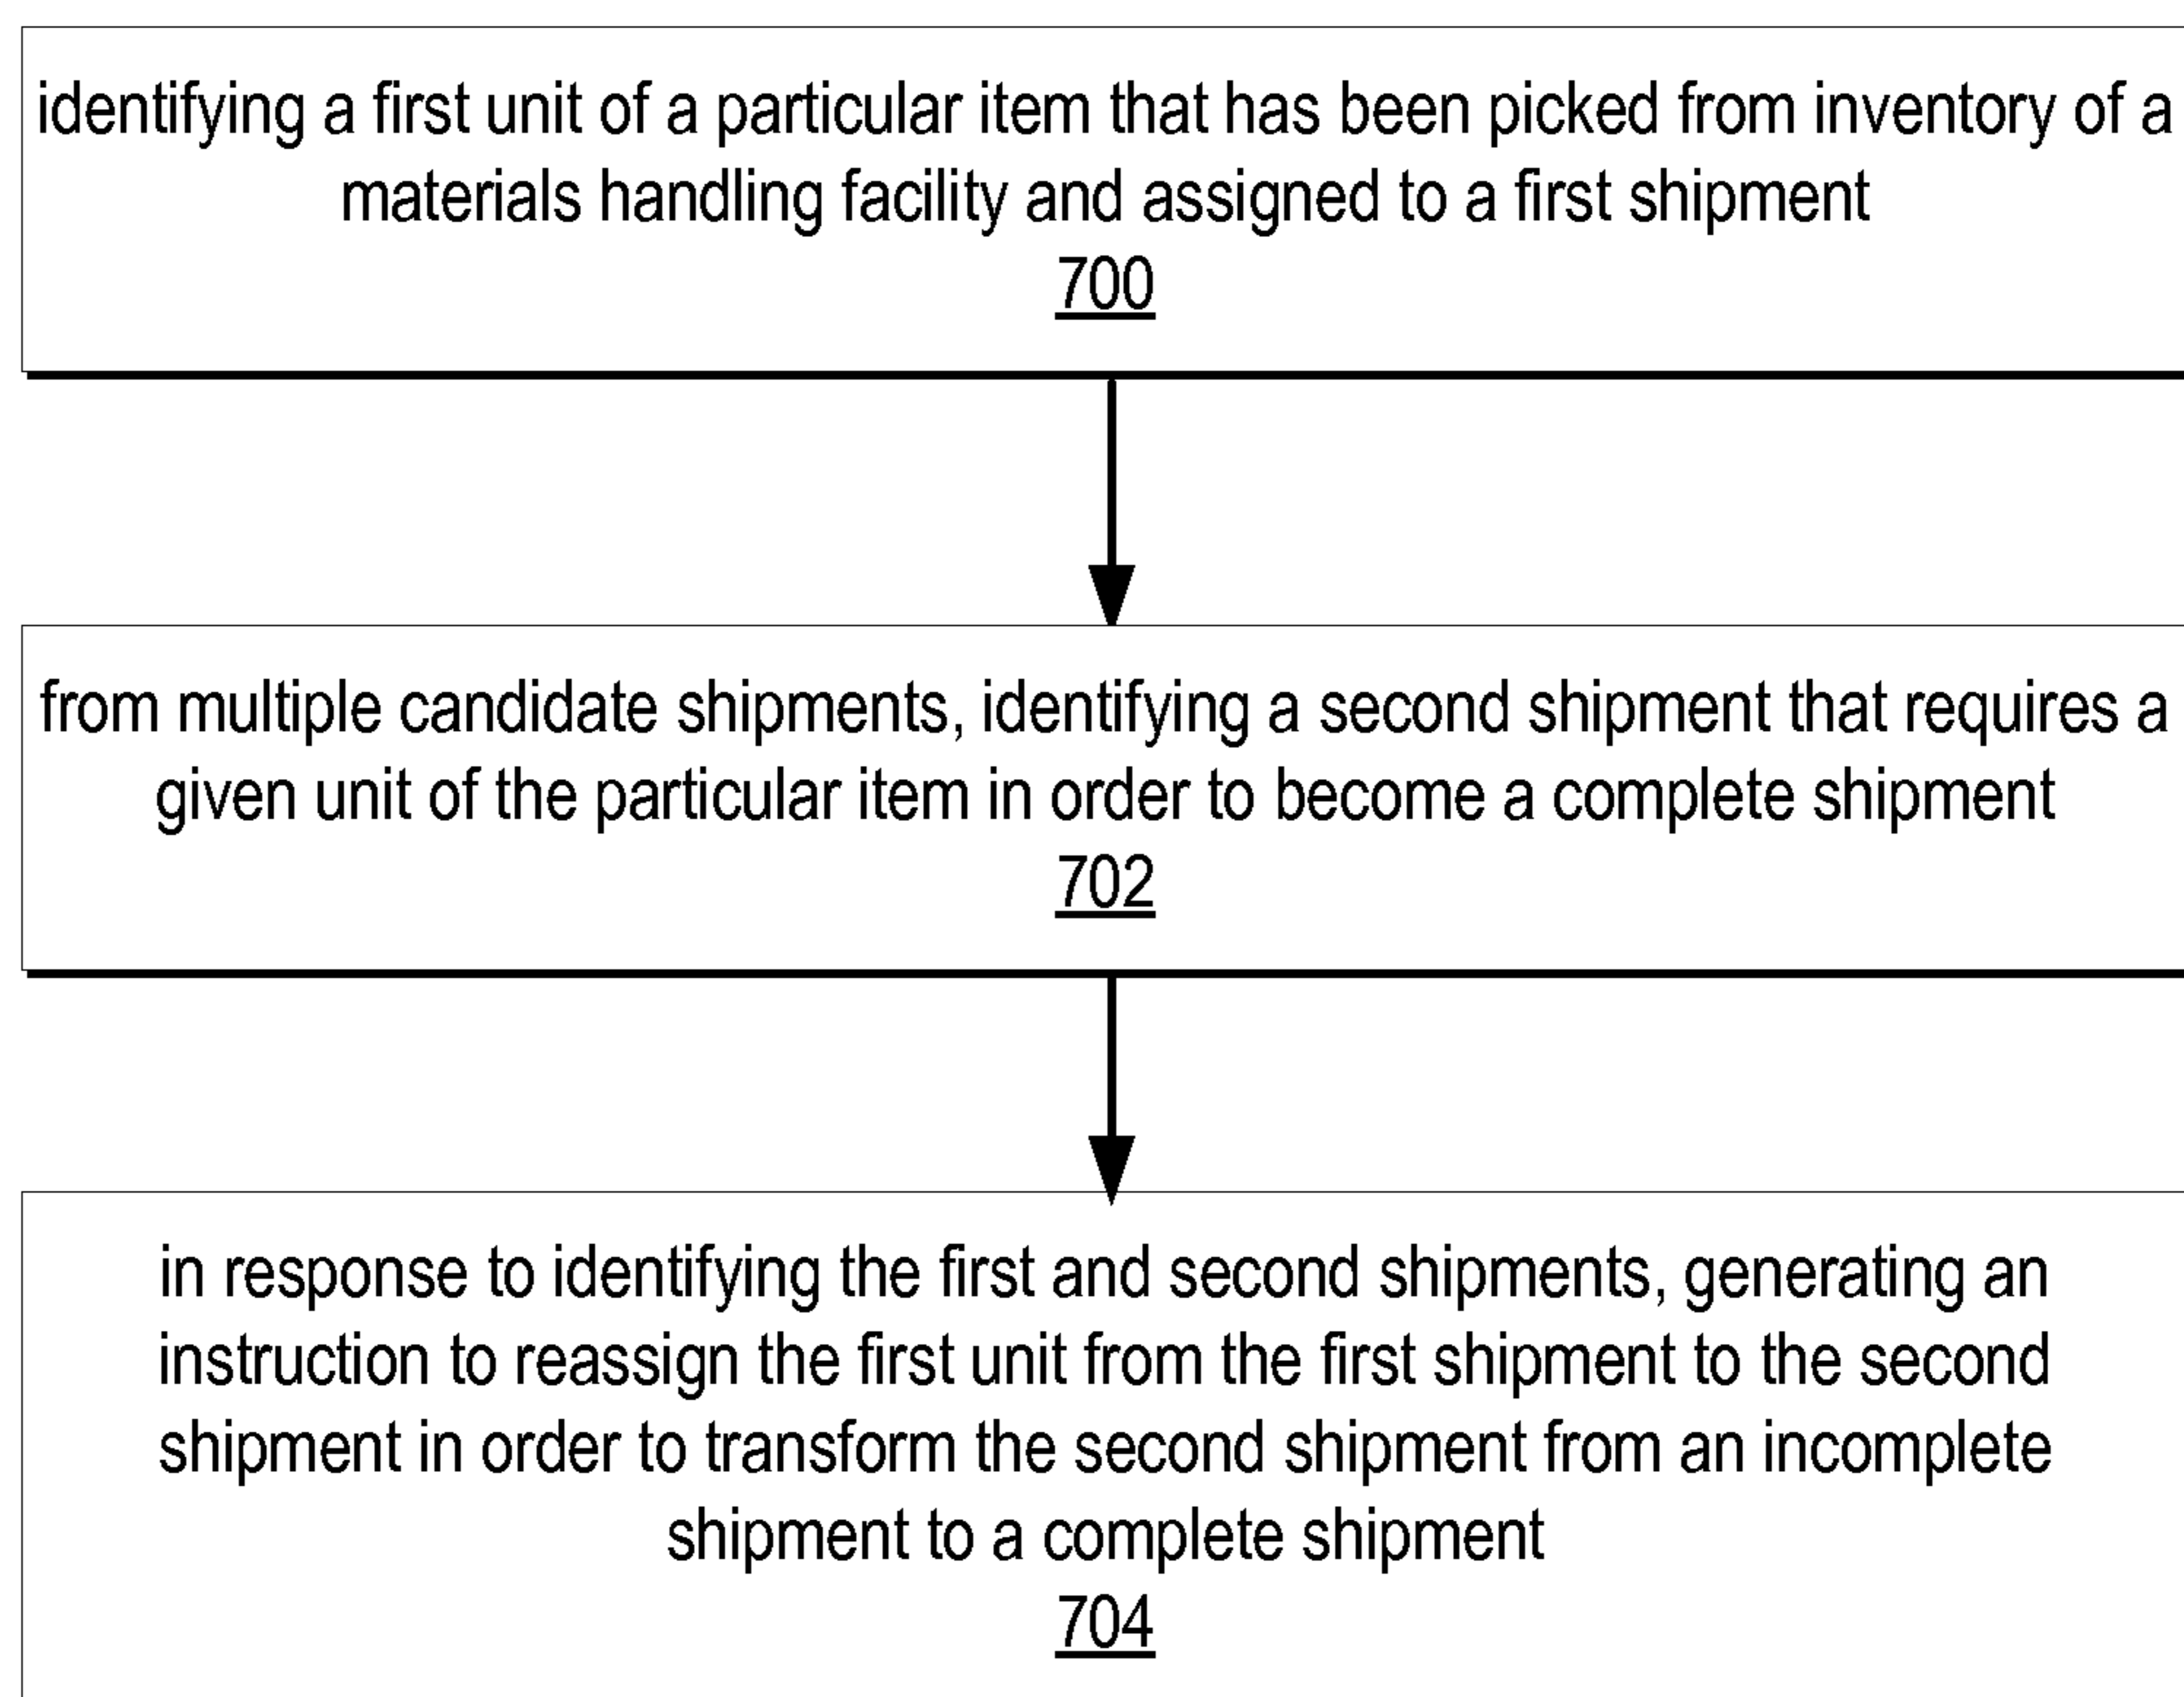 identifying a first unit of a particular item that has been picked from inventory of a
materials handling facility and assigned to a first shipment
700
from multiple candidate shipments, identifying a second shipment that requires a
given unit of the particular item in order to become a complete shipment
702
in response to identifying the first and second shipments, generating an
instruction to reassign the first unit from the first shipment to the second
shipment in order to transform the second shipment from an incomplete
shipment to a complete shipment
704